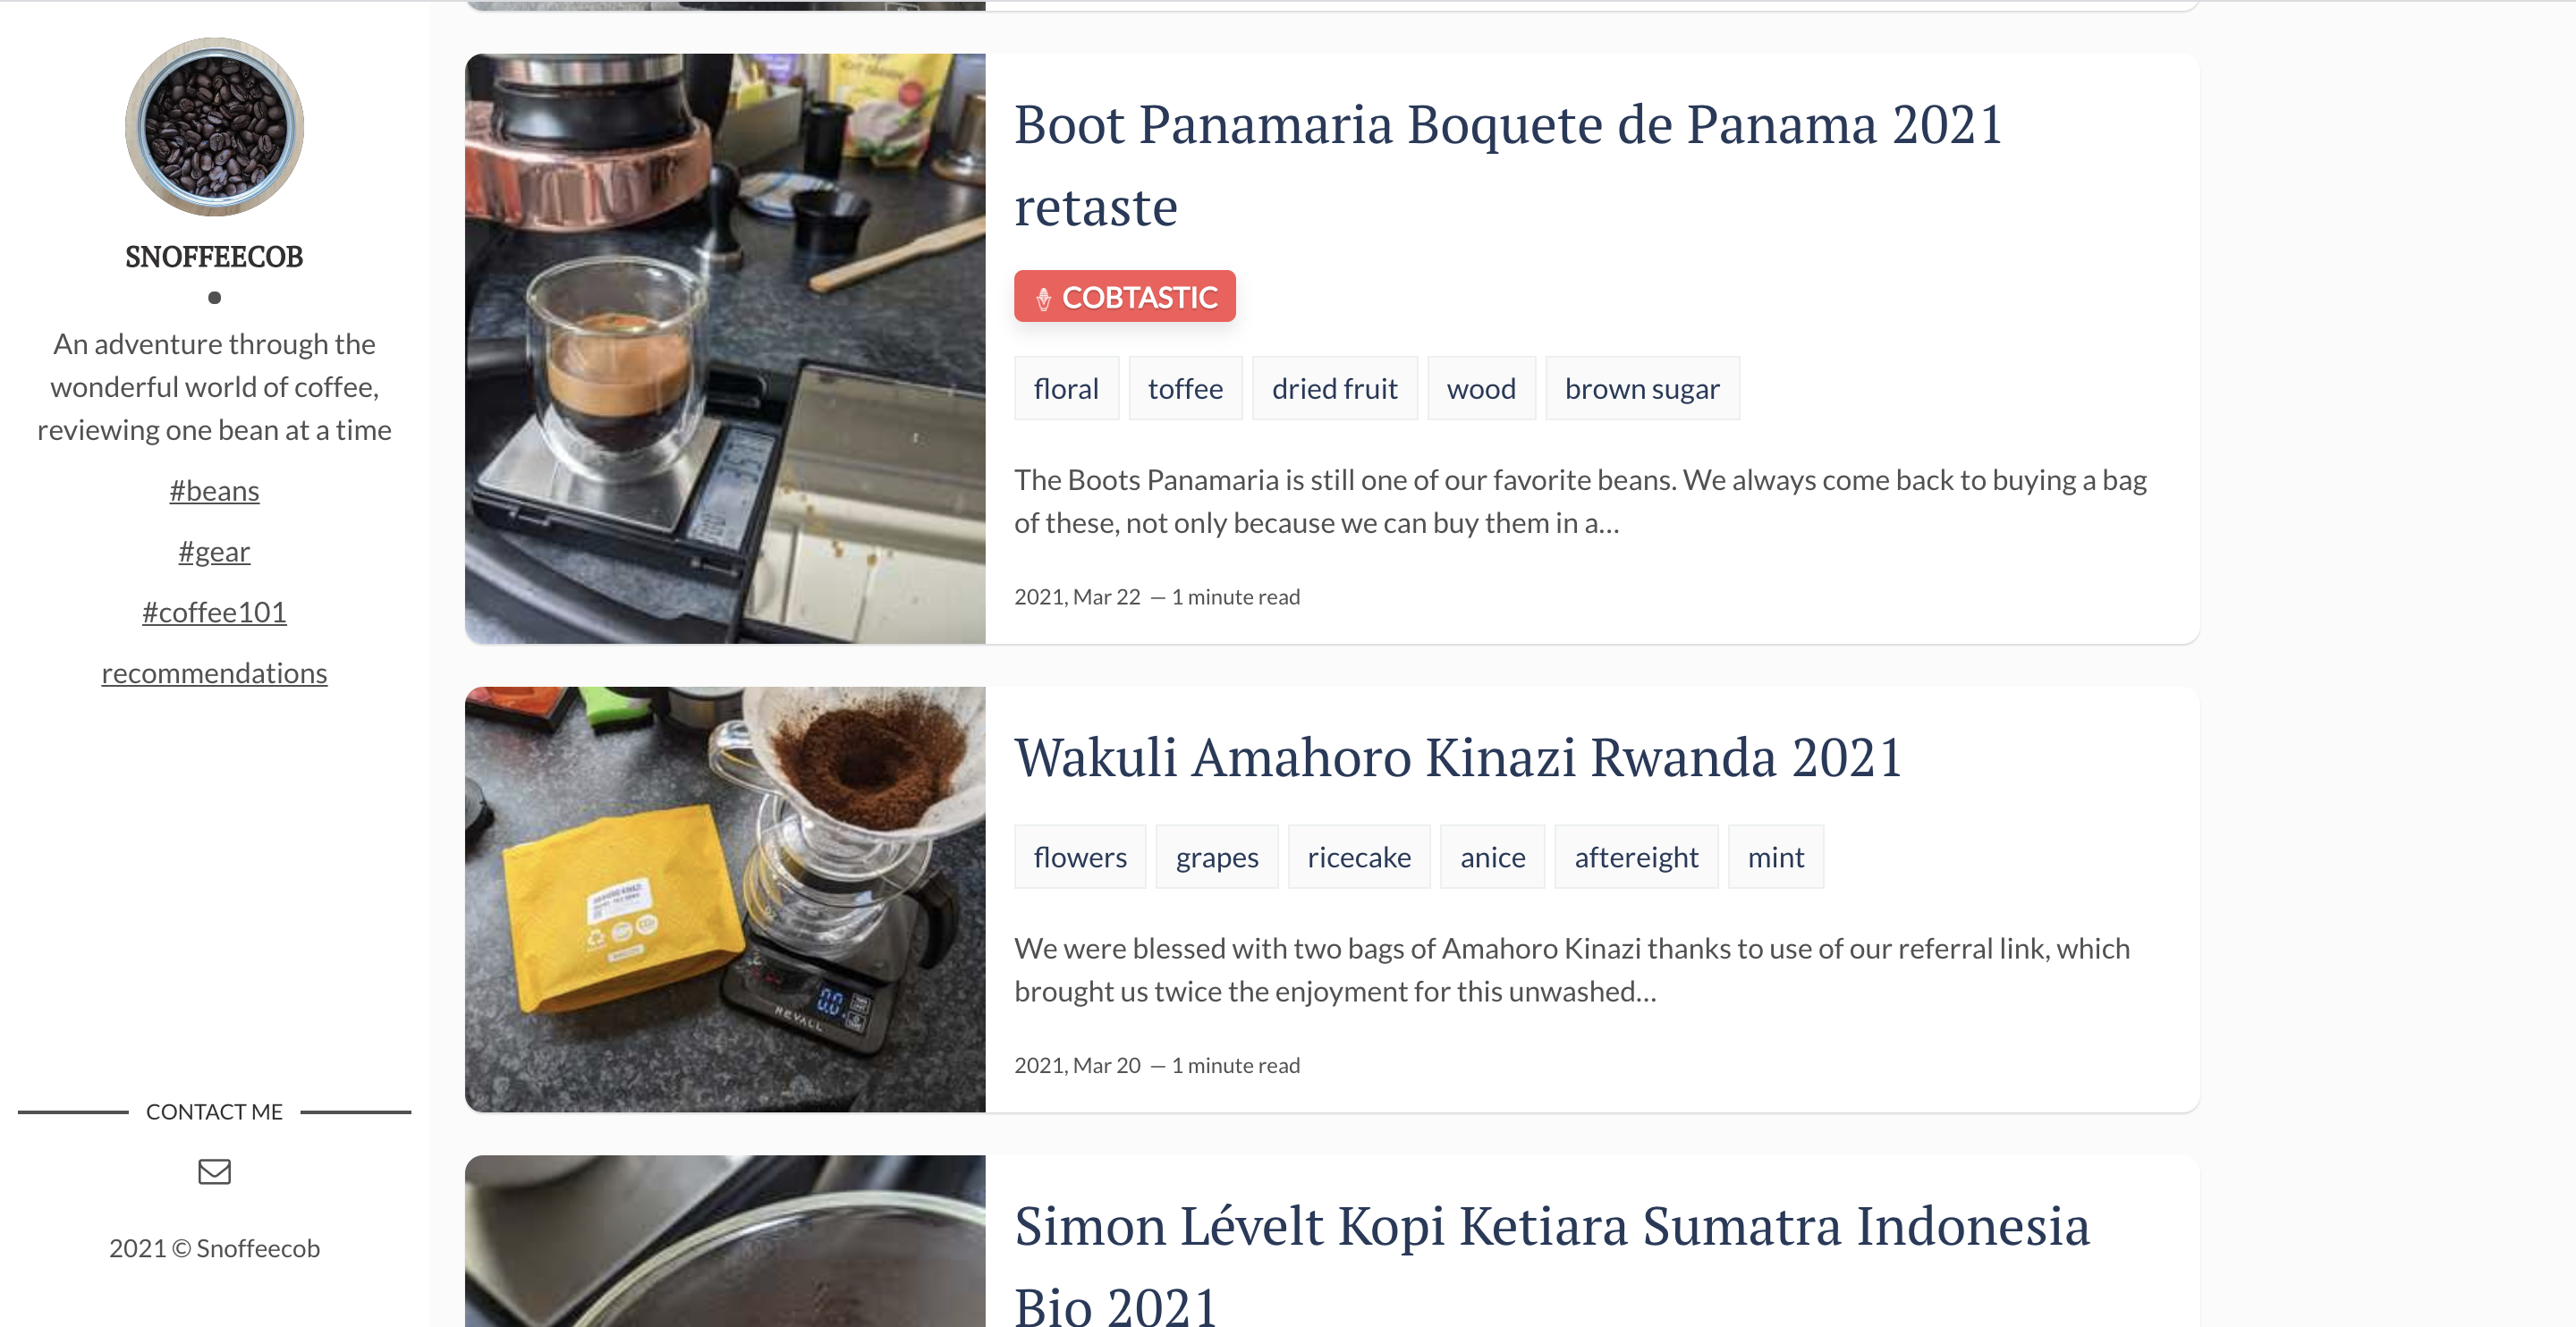 SNOFFEECOB
An adventure through the
wonderful world of coffee,
reviewing one bean at a time
#beans
#gear
#coffee101
recommendations
CONTACT ME
2021 © Snoffeecob
Boot Panamaria Boquete de Panama 2021
retaste
COBTASTIC
floral toffee dried fruit wood brown sugar
The Boots Panamaria is still one of our favorite beans. We always come back to buying a bag
of these, not only because we can buy them in a...
2021, Mar 22 — 1 minute read
Wakuli Amahoro Kinazi Rwanda 2021
flowers grapes ricecake anice aftereight mint
We were blessed with two bags of Amahoro Kinazi thanks to use of our referral link, which
brought us twice the enjoyment for this unwashed...
2021, Mar 20 — 1 minute read
0.0
REVALL
Simon Lévelt Kopi Ketiara Sumatra Indonesia
Bio 2021